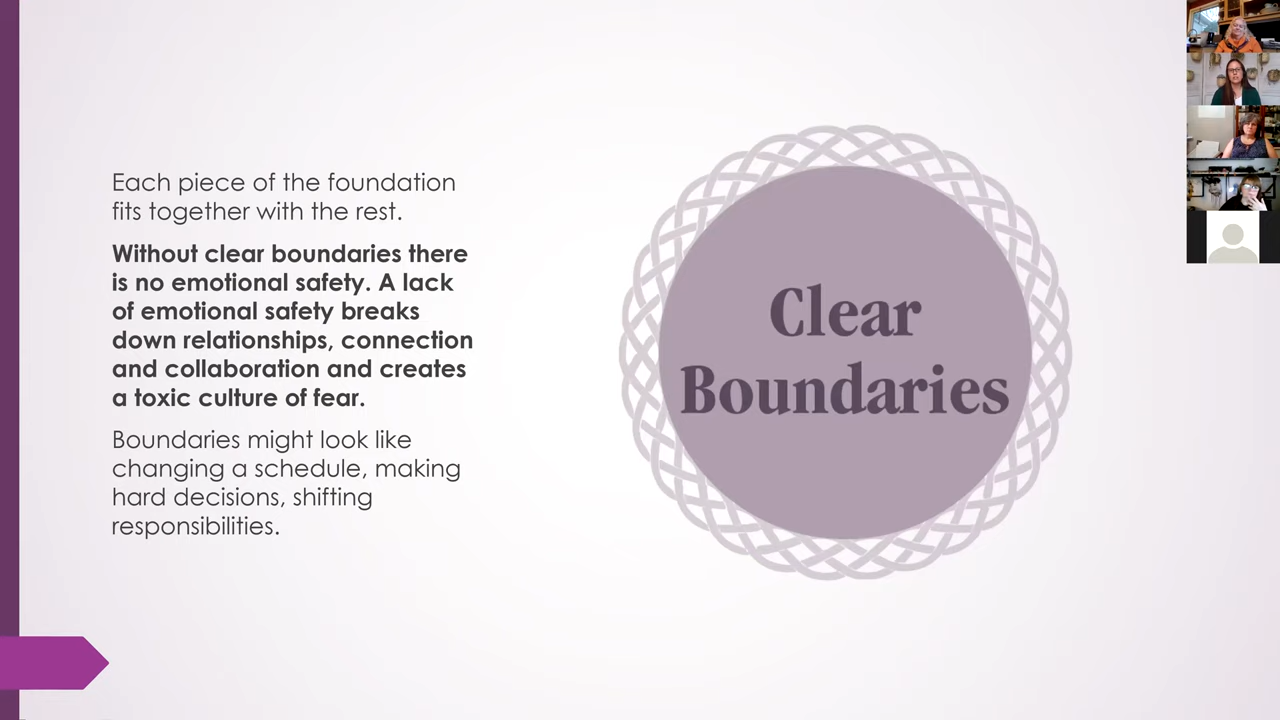 Each piece of the foundation
fits together with the rest.
Without clear boundaries there
is no emotional safety. A lack
of emotional safety breaks
down relationships, connection
and collaboration and creates
a toxic culture of fear.
Boundaries might look like
changing a schedule, making
hard decisions, shifting
responsibilities.
Clear
Boundaries